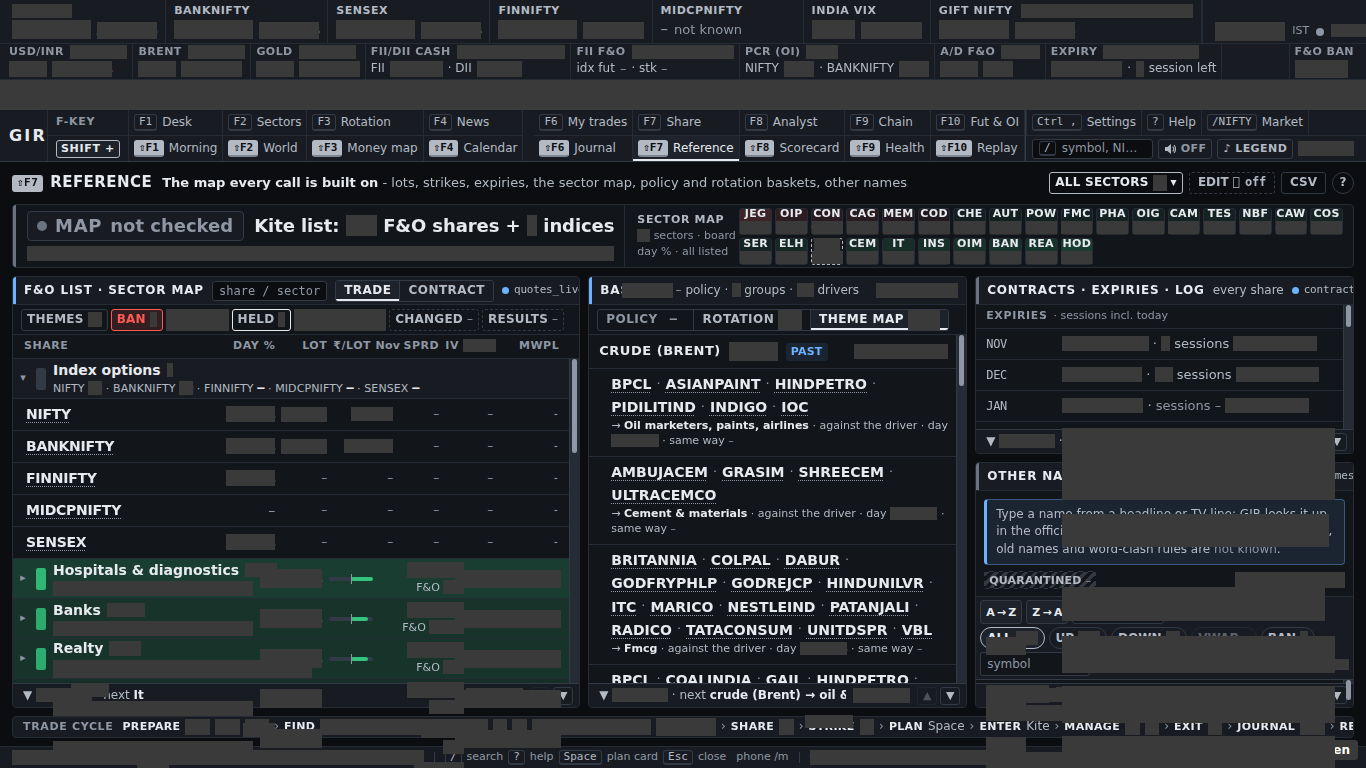 BANKNIFTY SENSEX FINNIFTY MIDCPNIFTY INDIA VIX GIFT NIFTY
– not known IST
USD/INR BRENT GOLD FII/DII CASH FII F&O PCR (OI) A/D F&O EXPIRY F&O BAN
FII · DII idx fut – · stk – NIFTY · BANKNIFTY · session left
GIR F-KEY F1 Desk F2 Sectors F3 Rotation F4 News F6 My trades F7 Share F8 Analyst F9 Chain F10 Fut & OI Ctrl , Settings ? Help /NIFTY Market
SHIFT + ⇧F1 Morning ⇧F2 World ⇧F3 Money map ⇧F4 Calendar ⇧F6 Journal ⇧F7 Reference ⇧F8 Scorecard ⇧F9 Health ⇧F10 Replay / symbol, NI… OFF ♪ LEGEND
⇧F7 REFERENCE The map every call is built on - lots, strikes, expiries, the sector map, policy and rotation baskets, other names ALL SECTORS ▾ EDIT off CSV ?
MAP not checked Kite list: F&O shares + indices
SECTOR MAP
sectors · board
day % · all listed
JEG OIP CON CAG MEM COD CHE AUT POW FMC PHA OIG CAM TES NBF CAW COS
SER ELH CEM IT INS OIM BAN REA HOD
F&O LIST · SECTOR MAP share / sector TRADE CONTRACT
THEMES BAN HELD CHANGED – RESULTS –
SHARE DAY % LOT ₹/LOT Nov SPRD IV MWPL
▾ Index options
NIFTY · BANKNIFTY · FINNIFTY – · MIDCPNIFTY – · SENSEX –
NIFTY – – -
BANKNIFTY – – -
FINNIFTY – – – – -
MIDCPNIFTY – – – – – -
SENSEX – – – – -
▸ Hospitals & diagnostics
F&O
▸ Banks
F&O
▸ Realty
F&O
▼ next It ▼
– policy · groups · drivers
POLICY – ROTATION THEME MAP
CRUDE (BRENT) PAST
BPCL · ASIANPAINT · HINDPETRO ·
PIDILITIND · INDIGO · IOC
→ Oil marketers, paints, airlines · against the driver · day
· same way –
AMBUJACEM · GRASIM · SHREECEM ·
ULTRACEMCO
→ Cement & materials · against the driver · day ·
same way –
BRITANNIA · COLPAL · DABUR ·
GODFRYPHLP · GODREJCP · HINDUNILVR ·
ITC · MARICO · NESTLEIND · PATANJALI ·
RADICO · TATACONSUM · UNITDSPR · VBL
→ Fmcg · against the driver · day · same way –
BPCL · COALINDIA · GAIL · HINDPETRO ·
▼ · next crude (Brent) → oil & ▲ ▼
CONTRACTS · EXPIRIES · LOG every share
EXPIRIES · sessions incl. today
NOV · sessions
DEC · sessions
JAN · sessions –
▼
OTHER NA
Type a name from a headline or TV line: GIR looks it up
in the offici
old names and word-clash rules are not known.
QUARANTINED –
A→Z Z→A
symbol
TRADE CYCLE PREPARE › FIND › SHARE › STRIKE › PLAN Space › ENTER Kite › MANAGE › EXIT › JOURNAL
/ search ? help Space plan card Esc close phone /m